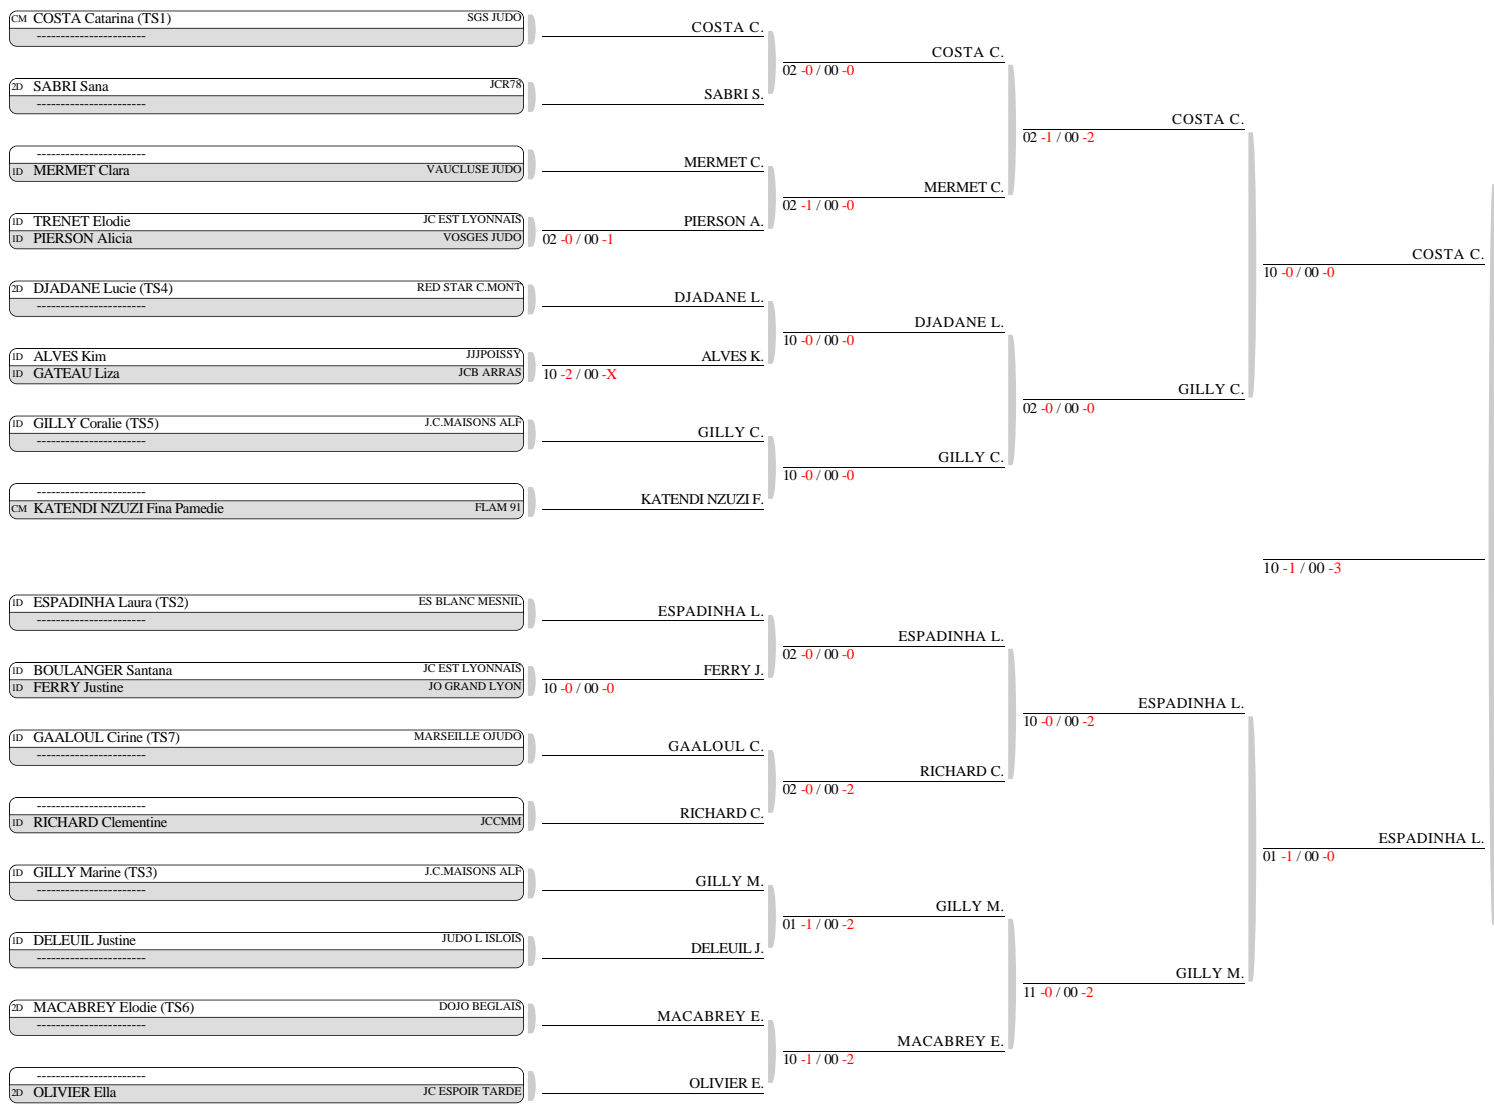 CM COSTA Catarina (TS1) SGS JUDO
-----------------------
2D SABRI Sana JCR78
-----------------------
-----------------------
1D MERMET Clara VAUCLUSE JUDO
1D TRENET Elodie JC EST LYONNAIS
1D PIERSON Alicia VOSGES JUDO
2D DJADANE Lucie (TS4) RED STAR C.MONT
-----------------------
1D ALVES Kim JJJPOISSY
1D GATEAU Liza JCB ARRAS
1D GILLY Coralie (TS5) J.C.MAISONS ALF
-----------------------
-----------------------
CM KATENDI NZUZI Fina Pamedie FLAM 91
1D ESPADINHA Laura (TS2) ES BLANC MESNIL
-----------------------
1D BOULANGER Santana JC EST LYONNAIS
1D FERRY Justine JO GRAND LYON
1D GAALOUL Cirine (TS7) MARSEILLE OJUDO
-----------------------
-----------------------
1D RICHARD Clementine JCCMM
1D GILLY Marine (TS3) J.C.MAISONS ALF
-----------------------
1D DELEUIL Justine JUDO L ISLOIS
-----------------------
2D MACABREY Elodie (TS6) DOJO BEGLAIS
-----------------------
-----------------------
2D OLIVIER Ella JC ESPOIR TARDE
COSTA C.
SABRI S.
MERMET C.
PIERSON A.
02 -0 / 00 -1
DJADANE L.
ALVES K.
10 -2 / 00 -X
GILLY C.
KATENDI NZUZI F.
ESPADINHA L.
FERRY J.
10 -0 / 00 -0
GAALOUL C.
RICHARD C.
GILLY M.
DELEUIL J.
MACABREY E.
OLIVIER E.
COSTA C.
02 -0 / 00 -0
MERMET C.
02 -1 / 00 -0
DJADANE L.
10 -0 / 00 -0
GILLY C.
10 -0 / 00 -0
ESPADINHA L.
02 -0 / 00 -0
RICHARD C.
02 -0 / 00 -2
GILLY M.
01 -1 / 00 -2
MACABREY E.
10 -1 / 00 -2
COSTA C.
02 -1 / 00 -2
GILLY C.
02 -0 / 00 -0
ESPADINHA L.
10 -0 / 00 -2
GILLY M.
11 -0 / 00 -2
COSTA C.
10 -0 / 00 -0
10 -1 / 00 -3
ESPADINHA L.
01 -1 / 00 -0